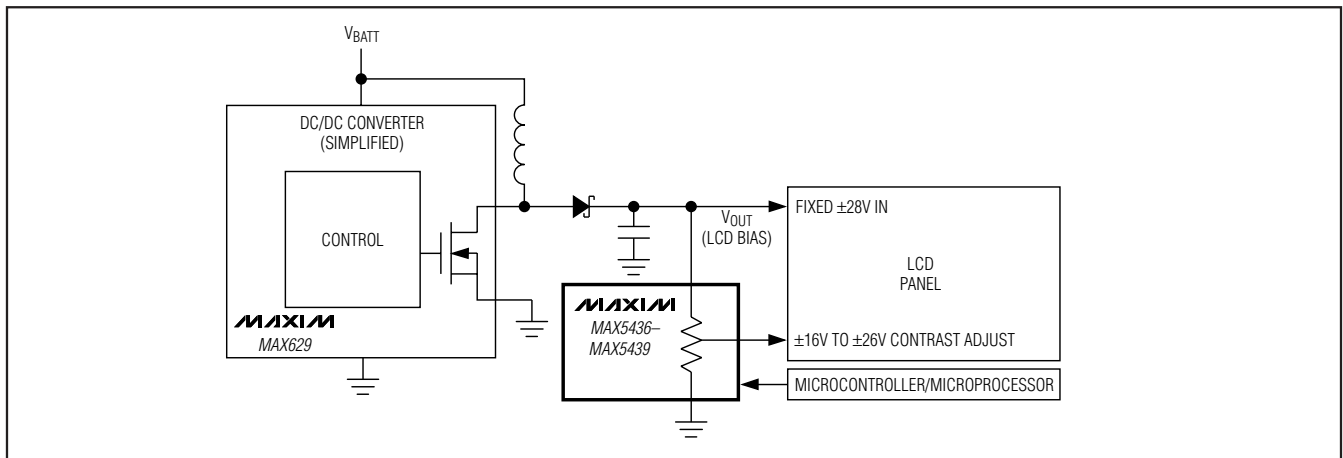 VBATT
DC/DC CONVERTER
(SIMPLIFIED)
CONTROL
MAXIM
MAX629
VOUT
(LCD BIAS)
MAXIM
MAX5436–
MAX5439
FIXED ±28V IN
LCD
PANEL
±16V TO ±26V CONTRAST ADJUST
MICROCONTROLLER/MICROPROCESSOR